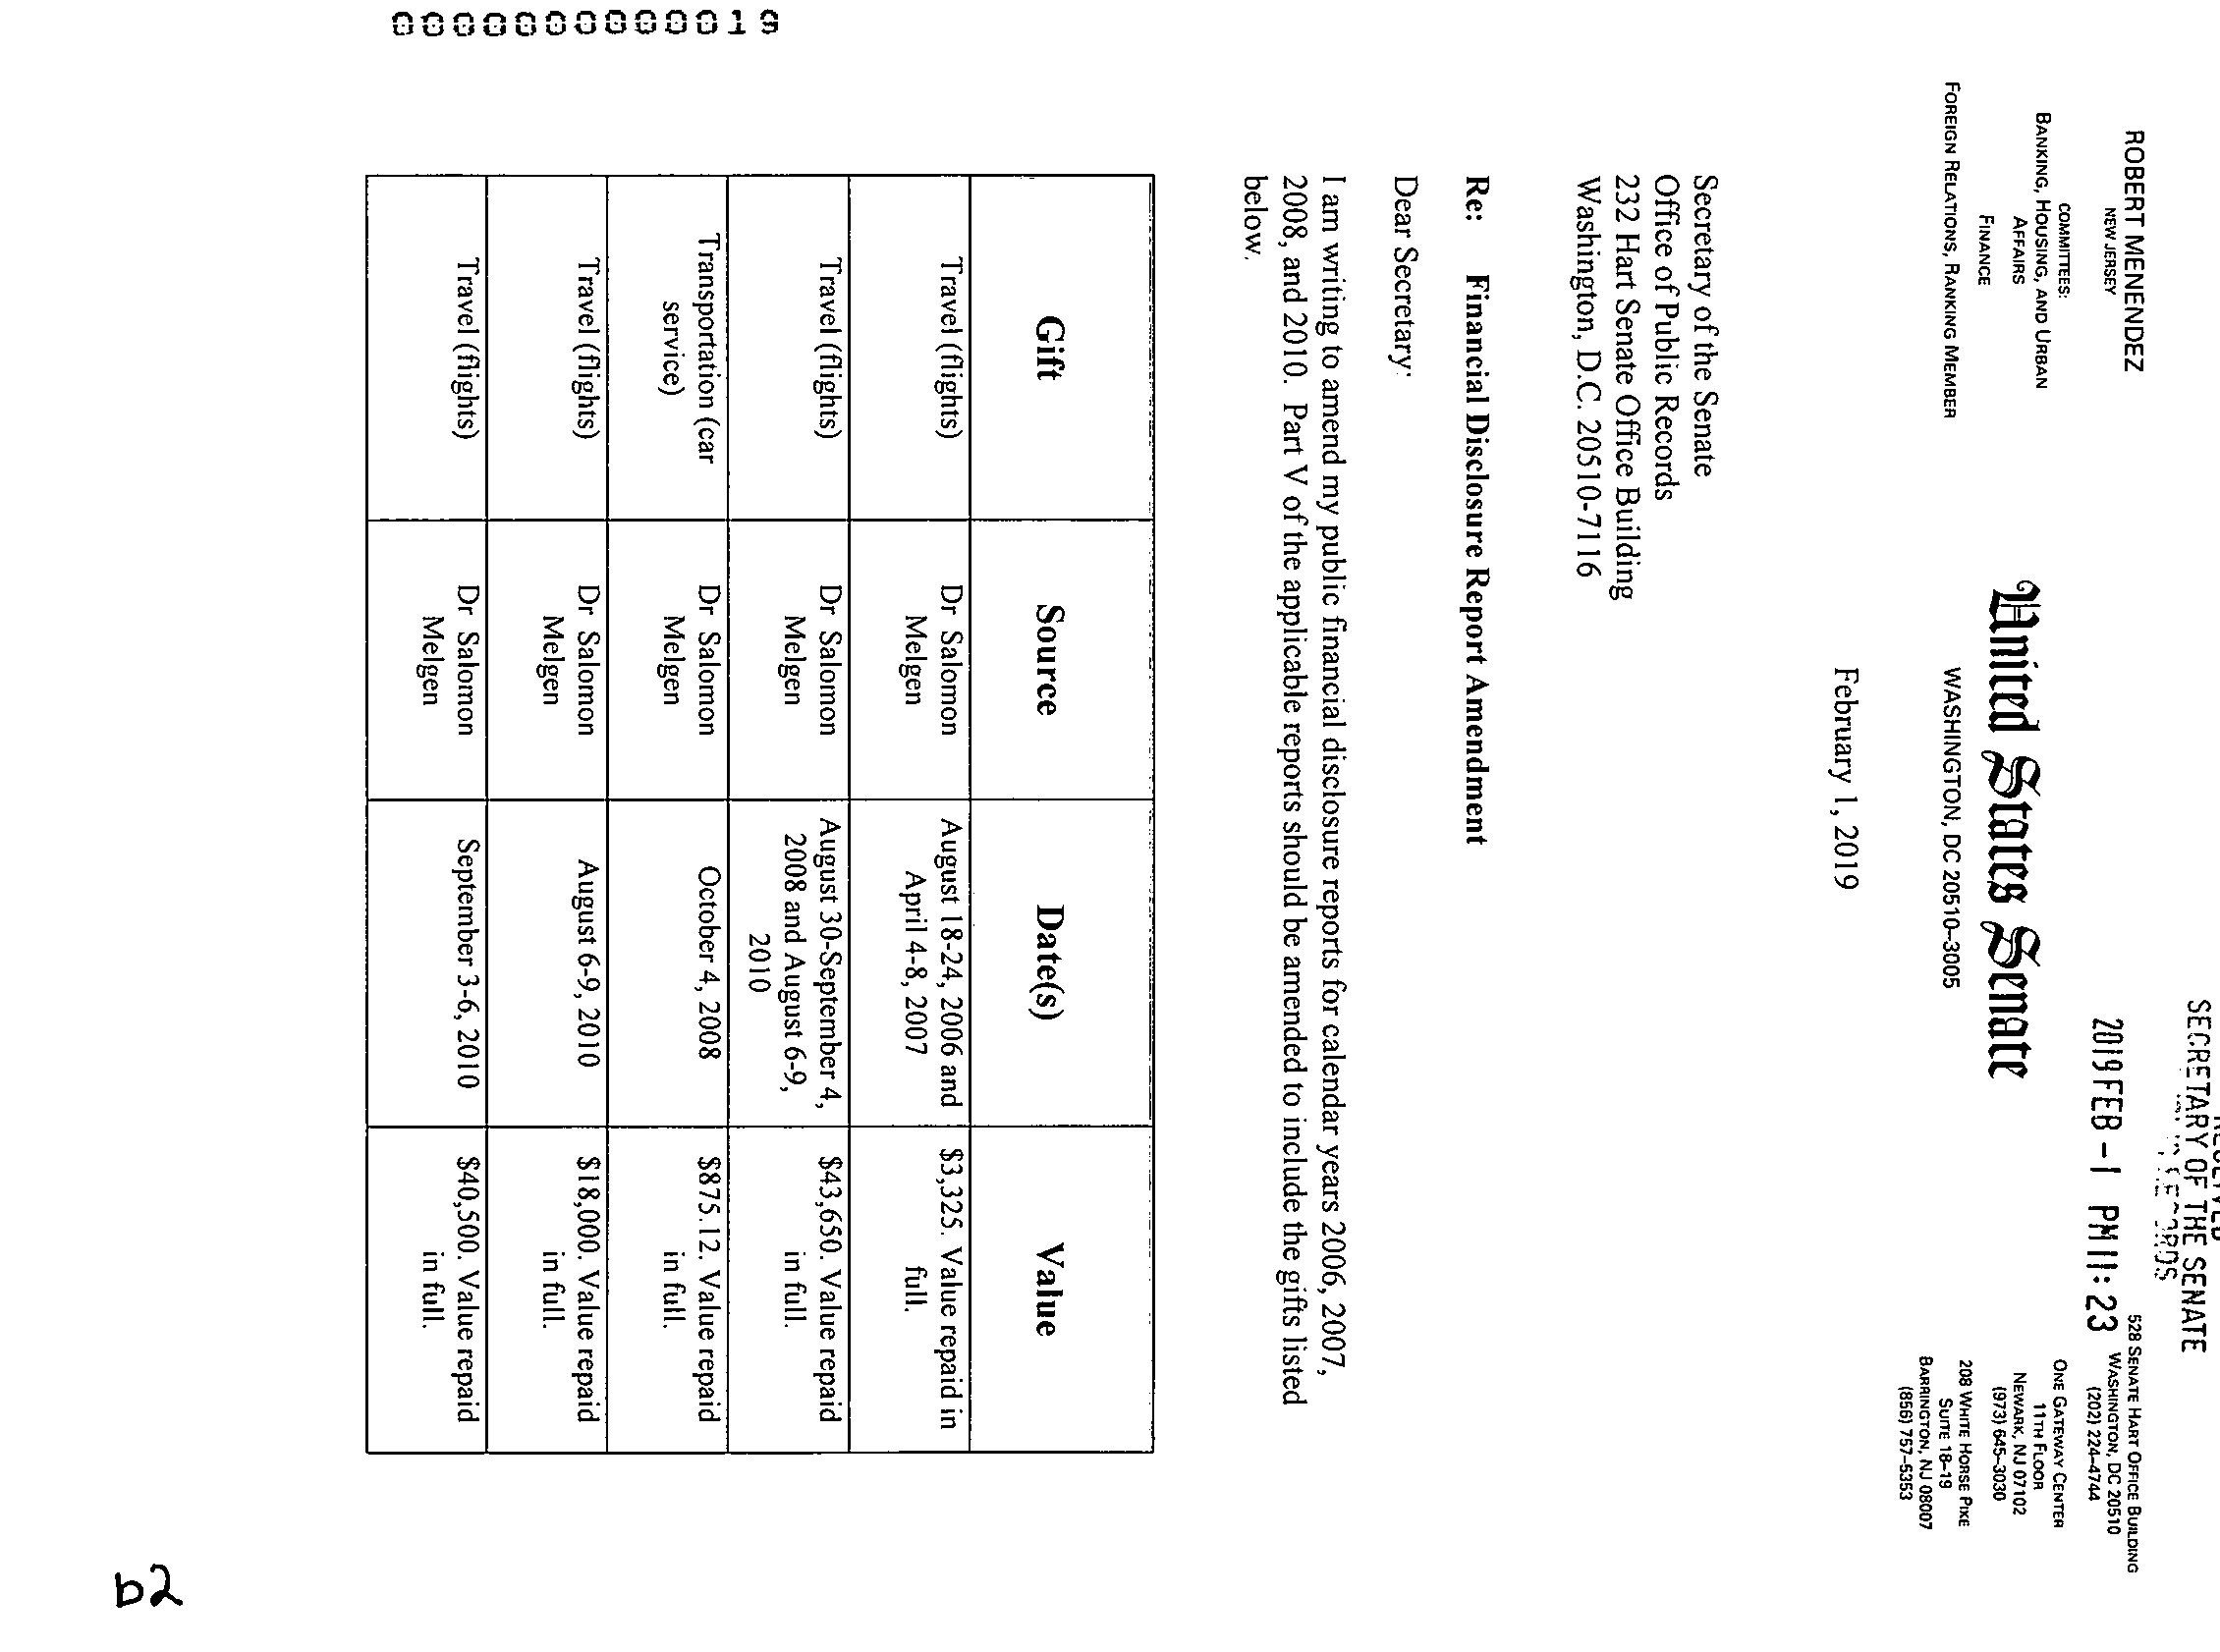 RECEIVED
SECRETARY OF THE SENATE
2019 FEB -1 PM 11: 23
ROBERT MENENDEZ
NEW JERSEY
COMMITTEES:
BANKING, HOUSING, AND URBAN
AFFAIRS
FINANCE
FOREIGN RELATIONS, RANKING MEMBER
United States Senate
WASHINGTON, DC 20510–3005
528 SENATE HART OFFICE BUILDING
WASHINGTON, DC 20510
(202) 224–4744
ONE GATEWAY CENTER
11TH FLOOR
NEWARK, NJ 07102
(973) 645–3030
208 WHITE HORSE PIKE
SUITE 18–19
BARRINGTON, NJ 08007
(856) 757–5353
February 1, 2019
Secretary of the Senate
Office of Public Records
232 Hart Senate Office Building
Washington, D.C. 20510-7116
Re: Financial Disclosure Report Amendment
Dear Secretary:
I am writing to amend my public financial disclosure reports for calendar years 2006, 2007,
2008, and 2010. Part V of the applicable reports should be amended to include the gifts listed
below.
Gift Source Date(s) Value
Travel (flights) Dr Salomon August 18-24, 2006 and $3,325. Value repaid in
Melgen April 4-8, 2007 full.
Travel (flights) Dr Salomon August 30-September 4, $43,650. Value repaid
Melgen 2008 and August 6-9, in full.
2010
Transportation (car Dr Salomon October 4, 2008 $875.12. Value repaid
service) Melgen in full.
Travel (flights) Dr Salomon August 6-9, 2010 $18,000. Value repaid
Melgen in full.
Travel (flights) Dr Salomon September 3-6, 2010 $40,500. Value repaid
Melgen in full.
0000000000019
b2